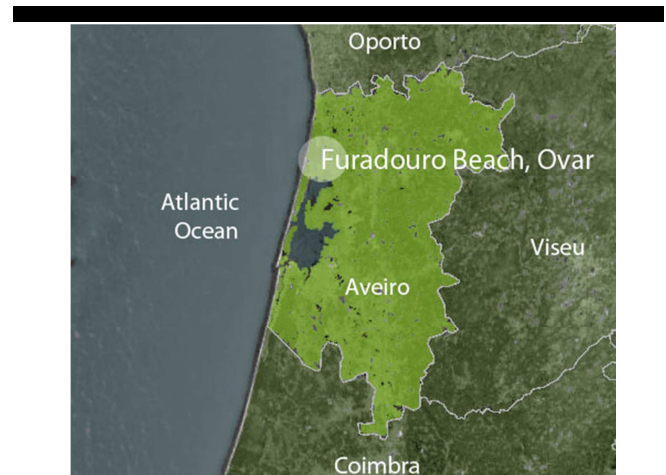 Oporto
Furadouro Beach, Ovar
Atlantic
Ocean
Viseu
Aveiro
Coimbra